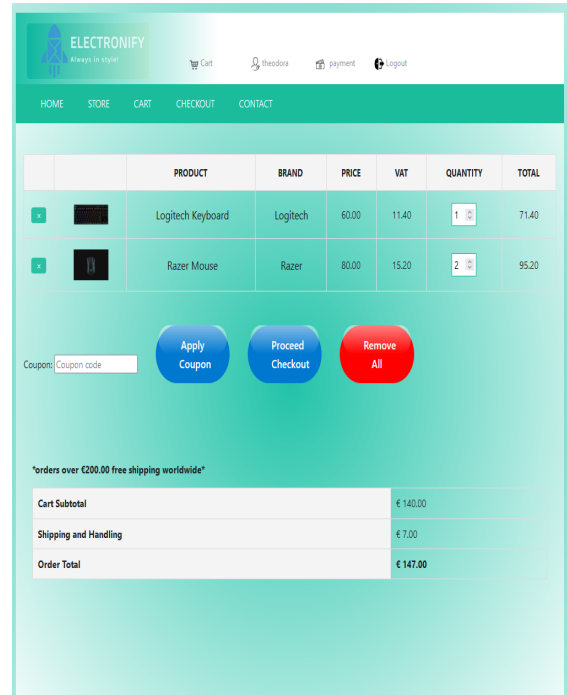 ELECTRONIFY
Always in style!
Cart theodora payment Logout
HOME STORE CART CHECKOUT CONTACT
PRODUCT BRAND PRICE VAT QUANTITY TOTAL
x Logitech Keyboard Logitech 60.00 11.40 1 71.40
x Razer Mouse Razer 80.00 15.20 2 95.20
Coupon: Coupon code
Apply
Coupon
Proceed
Checkout
Remove
All
*orders over €200.00 free shipping worldwide*
Cart Subtotal € 140.00
Shipping and Handling € 7.00
Order Total € 147.00